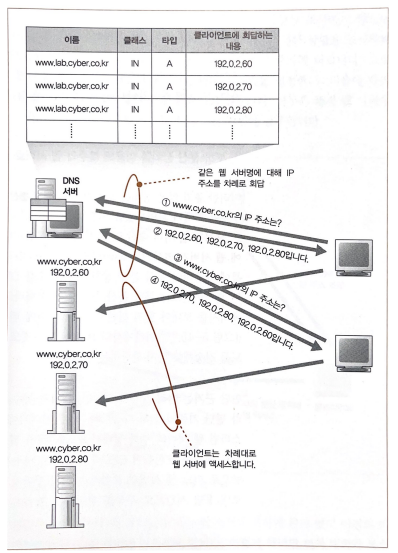 이름 클래스 타입 클라이언트에 회답하는
내용
www.lab.cyber.co.kr IN A 192.0.2.60
www.lab.cyber.co.kr IN A 192.0.2.70
www.lab.cyber.co.kr IN A 192.0.2.80
같은 웹 서버명에 대해 IP
주소를 차례로 회답
DNS
서버
① www.cyber.co.kr의 IP 주소는?
② 192.0.2.60, 192.0.2.70, 192.0.2.80입니다.
③ www.cyber.co.kr의 IP 주소는?
④ 192.0.2.70, 192.0.2.80, 192.0.2.60입니다.
www.cyber.co.kr
192.0.2.60
www.cyber.co.kr
192.0.2.70
www.cyber.co.kr
192.0.2.80
클라이언트는 차례대로
웹 서버에 액세스합니다.